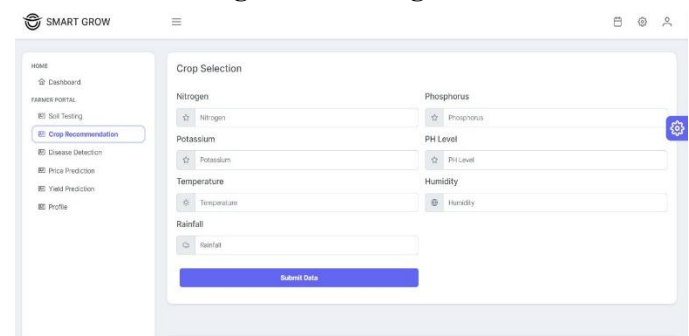 SMART GROW
HOME
Dashboard
FARMER PORTAL
Soil Testing
Crop Recommendation
Disease Detection
Price Prediction
Yield Prediction
Profile
Crop Selection
Nitrogen Phosphorus
Nitrogen Phosphorus
Potassium PH Level
Potassium PH Level
Temperature Humidity
Temperature Humidity
Rainfall
Rainfall
Submit Data